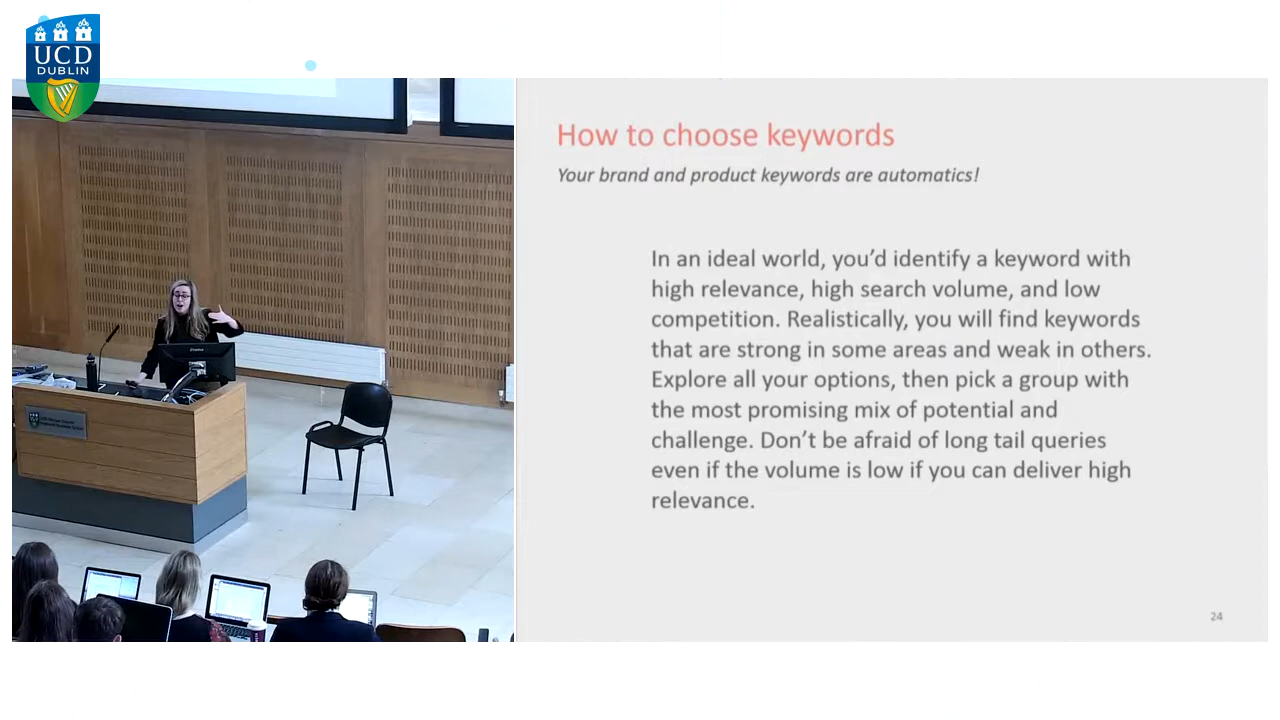 UCD
DUBLIN
How to choose keywords
Your brand and product keywords are automatics!
In an ideal world, you’d identify a keyword with
high relevance, high search volume, and low
competition. Realistically, you will find keywords
that are strong in some areas and weak in others.
Explore all your options, then pick a group with
the most promising mix of potential and
challenge. Don’t be afraid of long tail queries
even if the volume is low if you can deliver high
relevance.
24